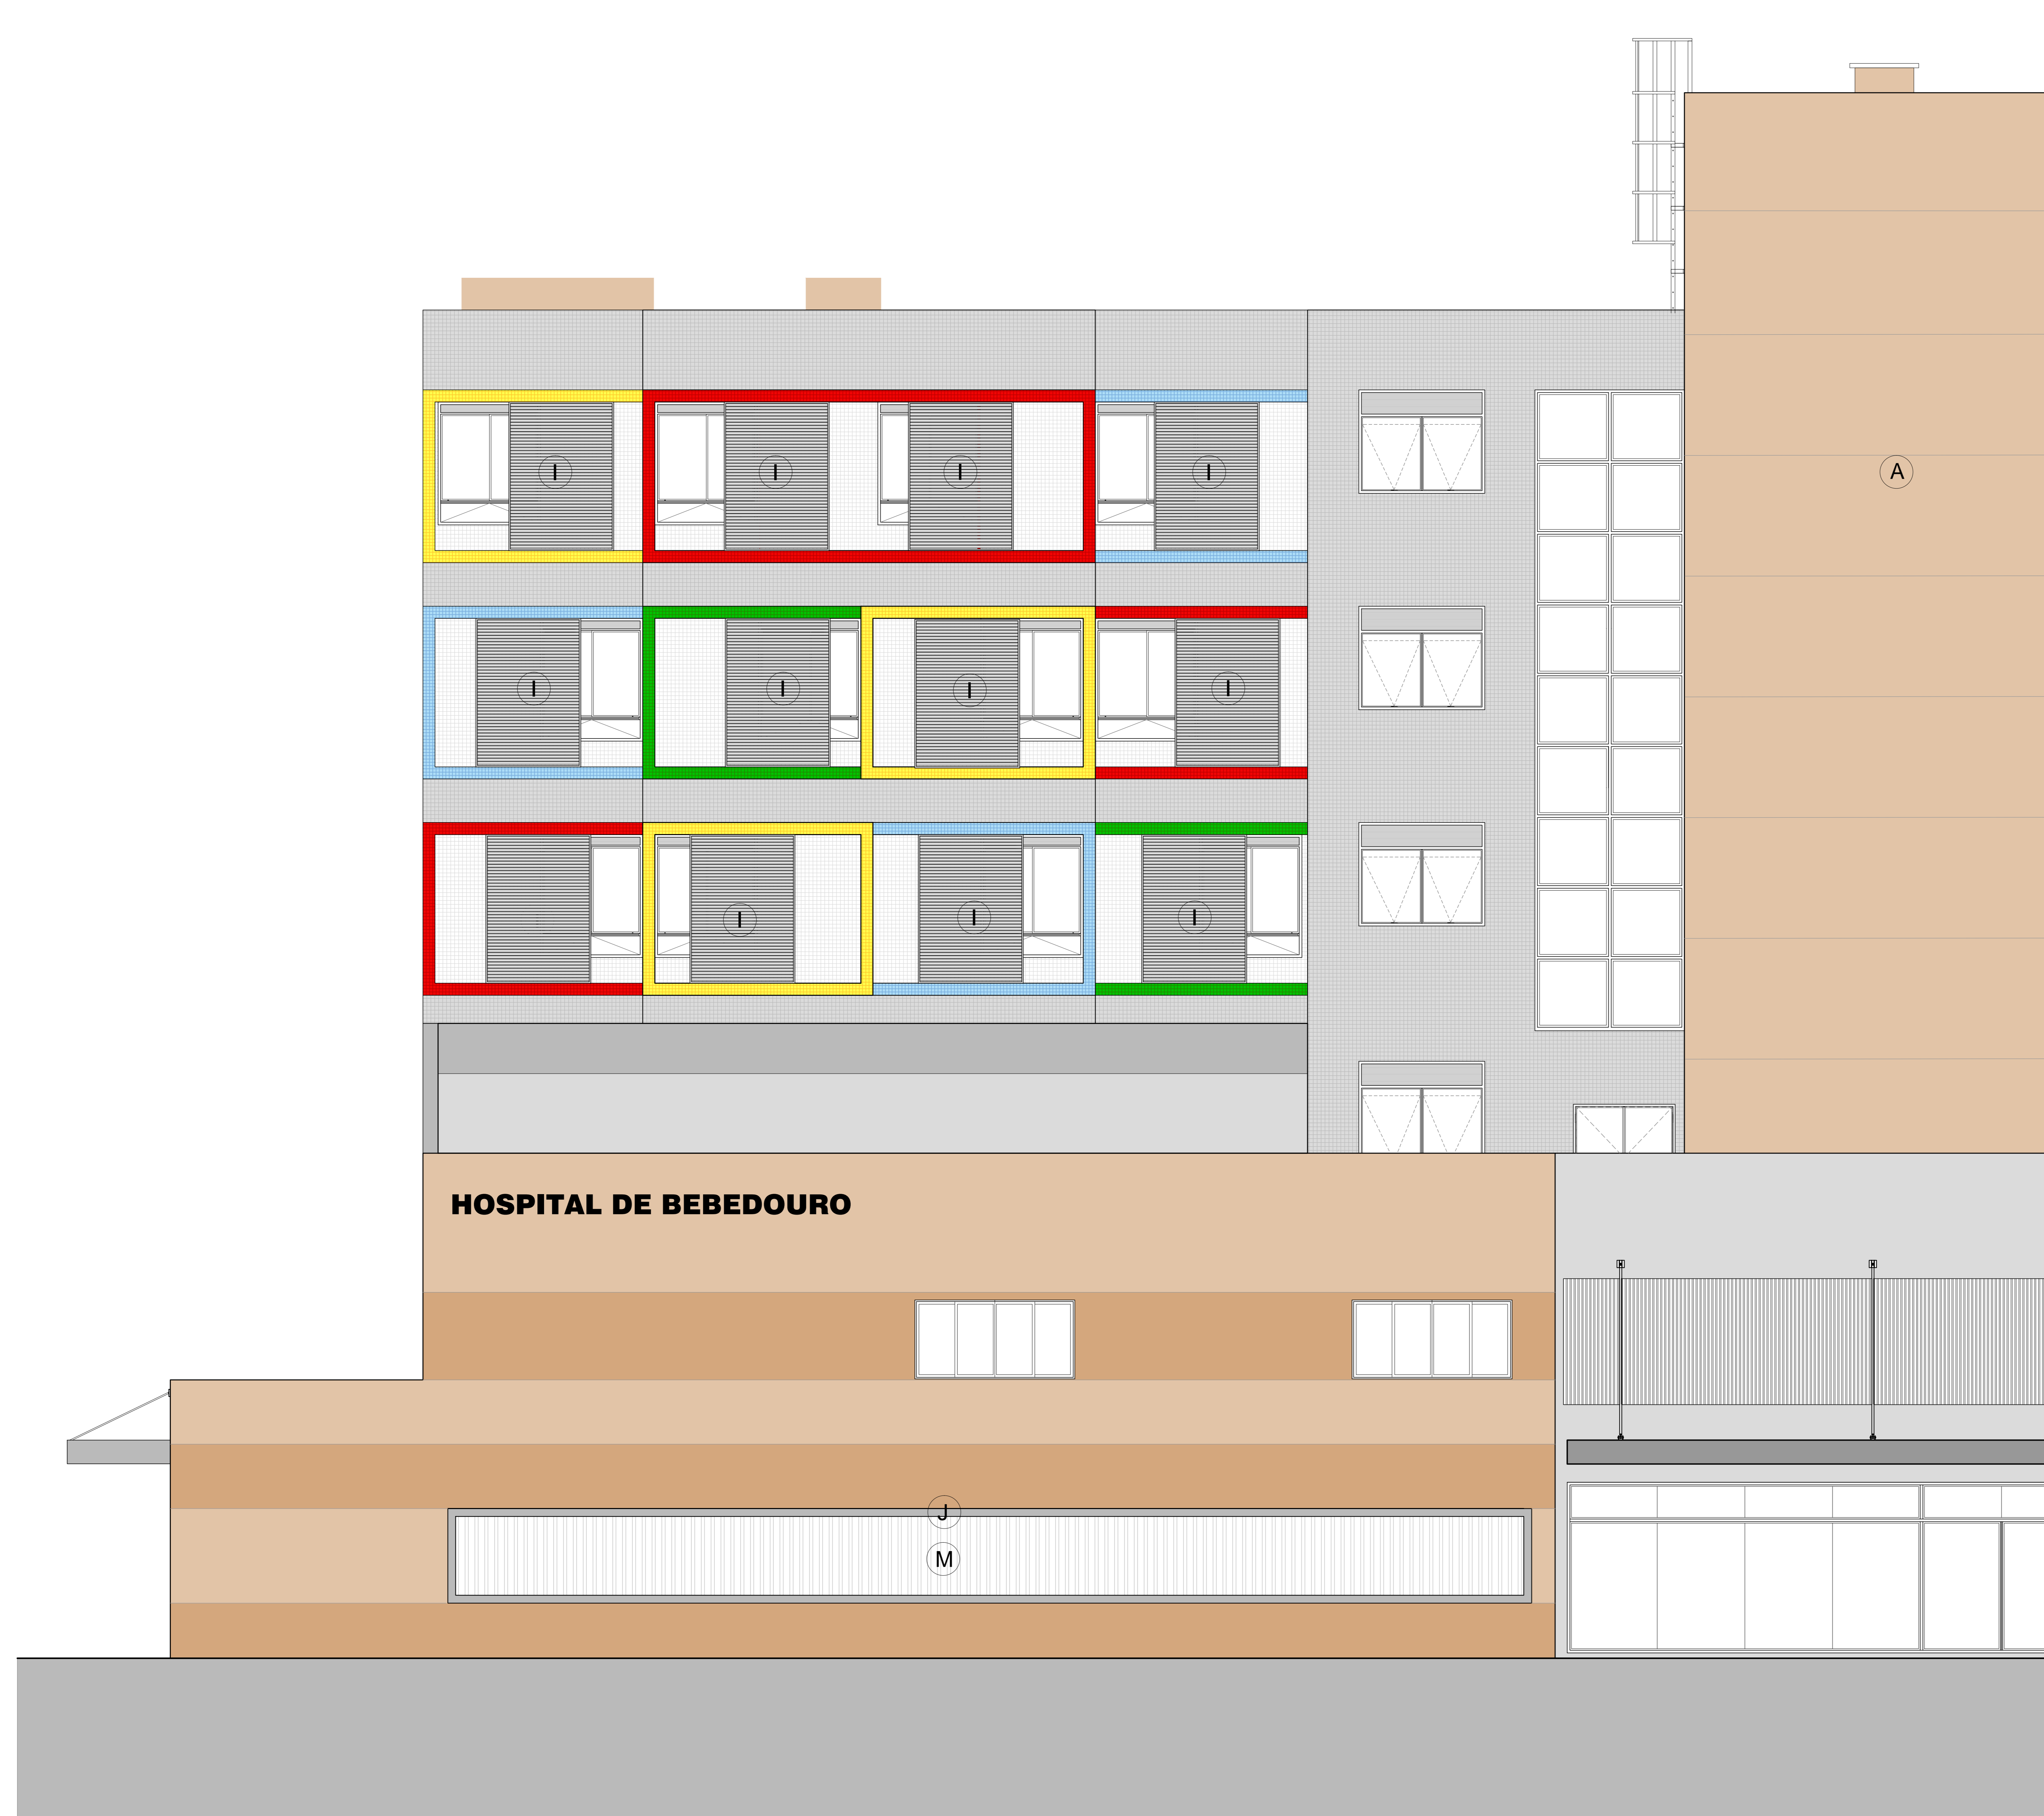 I I I I A
I I I I
I I I
HOSPITAL DE BEBEDOURO
J
M